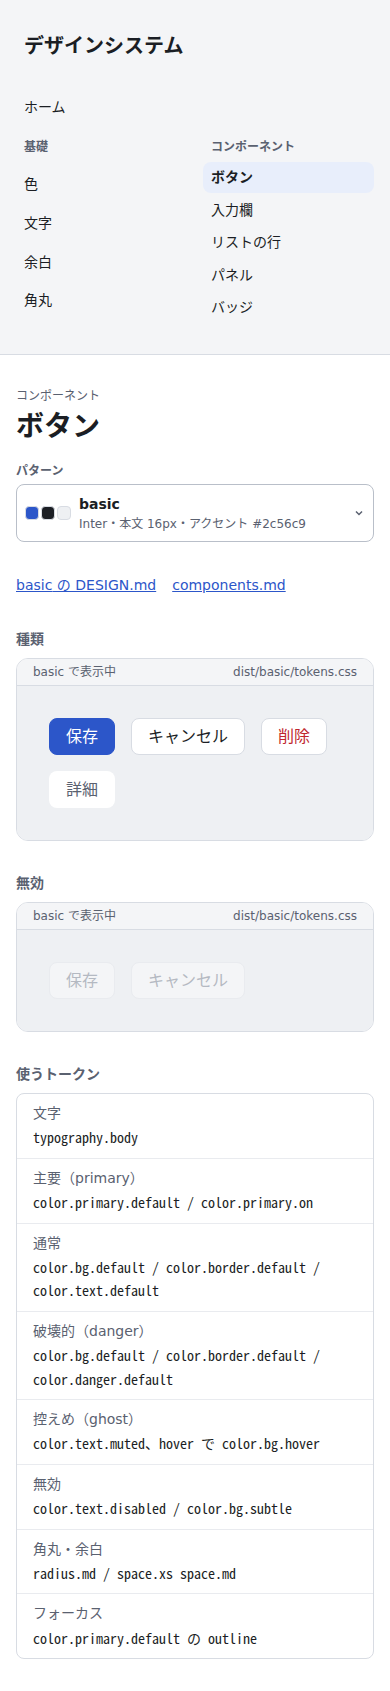 デザインシステム
ホーム
基礎
色
文字
余白
角丸
コンポーネント
ボタン
入力欄
リストの行
パネル
バッジ
コンポーネント
ボタン
パターン
basic
Inter・本文 16px・アクセント #2c56c9
basic の DESIGN.md components.md
種類
basic で表示中 dist/basic/tokens.css
保存 キャンセル 削除
詳細
無効
basic で表示中 dist/basic/tokens.css
保存 キャンセル
使うトークン
文字
typography.body
主要（primary）
color.primary.default / color.primary.on
通常
color.bg.default / color.border.default /
color.text.default
破壊的（danger）
color.bg.default / color.border.default /
color.danger.default
控えめ（ghost）
color.text.muted、hover で color.bg.hover
無効
color.text.disabled / color.bg.subtle
角丸・余白
radius.md / space.xs space.md
フォーカス
color.primary.default の outline